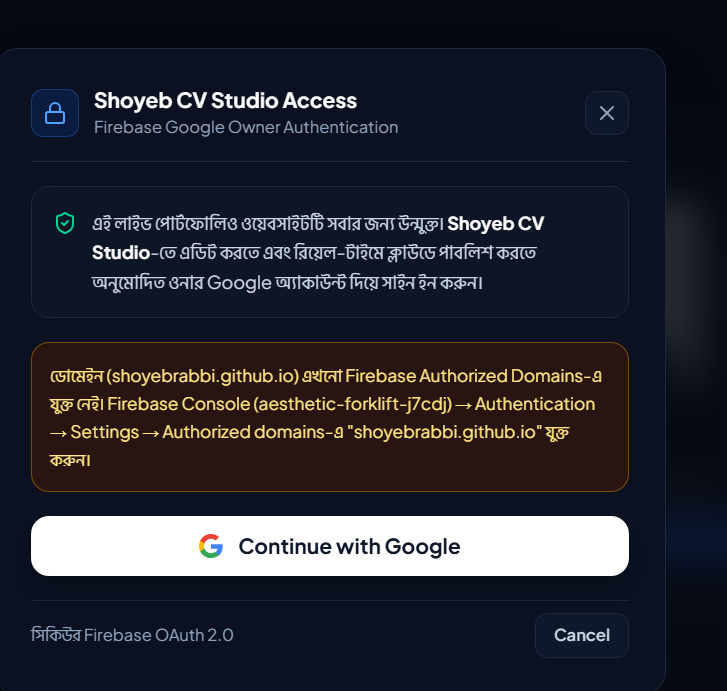 Shoyeb CV Studio Access
Firebase Google Owner Authentication
এই লাইভ পোর্টফোলিও ওয়েবসাইটটি সবার জন্য উন্মুক্ত। Shoyeb CV
Studio-তে এডিট করতে এবং রিয়েল-টাইমে ক্লাউডে পাবলিশ করতে
অনুমোদিত ওনার Google অ্যাকাউন্ট দিয়ে সাইন ইন করুন।
ডোমেইন (shoyebrabbi.github.io) এখনো Firebase Authorized Domains-এ
যুক্ত নেই। Firebase Console (aesthetic-forklift-j7cdj) → Authentication
→ Settings → Authorized domains-এ "shoyebrabbi.github.io" যুক্ত
করুন।
Continue with Google
সিকিউর Firebase OAuth 2.0
Cancel